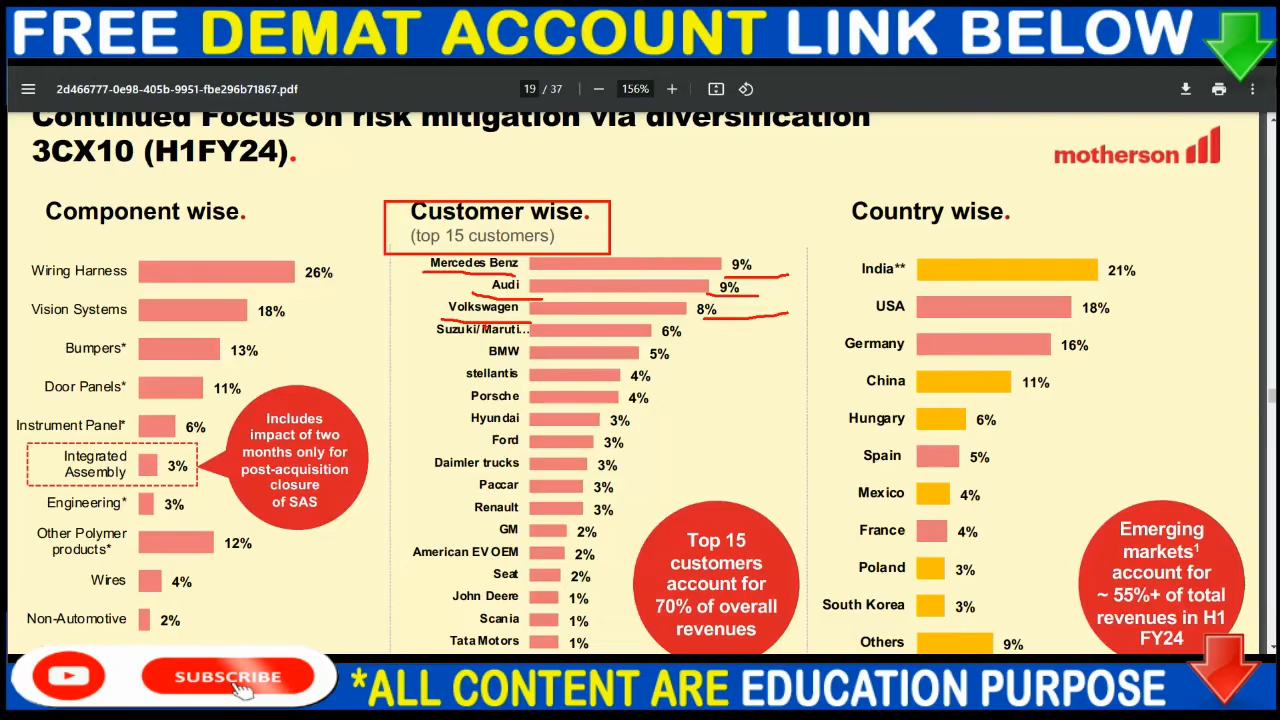 FREE DEMAT ACCOUNT LINK BELOW
2d466777-0e98-405b-9951-fbe296b71867.pdf
19 / 37
156%
Continued Focus on risk mitigation via diversification
3CX10 (H1FY24).
motherson
Component wise.
Wiring Harness 26%
Vision Systems 18%
Bumpers* 13%
Door Panels* 11%
Instrument Panel* 6%
Integrated
Assembly 3%
Engineering* 3%
Other Polymer
products* 12%
Wires 4%
Non-Automotive 2%
Includes
impact of two
months only for
post-acquisition
closure
of SAS
Customer wise.
(top 15 customers)
Mercedes Benz 9%
Audi 9%
Volkswagen 8%
Suzuki/Maruti... 6%
BMW 5%
stellantis 4%
Porsche 4%
Hyundai 3%
Ford 3%
Daimler trucks 3%
Paccar 3%
Renault 3%
GM 2%
American EV OEM 2%
Seat 2%
John Deere 1%
Scania 1%
Tata Motors 1%
Top 15
customers
account for
70% of overall
revenues
Country wise.
India** 21%
USA 18%
Germany 16%
China 11%
Hungary 6%
Spain 5%
Mexico 4%
France 4%
Poland 3%
South Korea 3%
Others 9%
Emerging
markets¹
account for
~ 55%+ of total
revenues in H1
FY24
SUBSCRIBE
*ALL CONTENT ARE EDUCATION PURPOSE